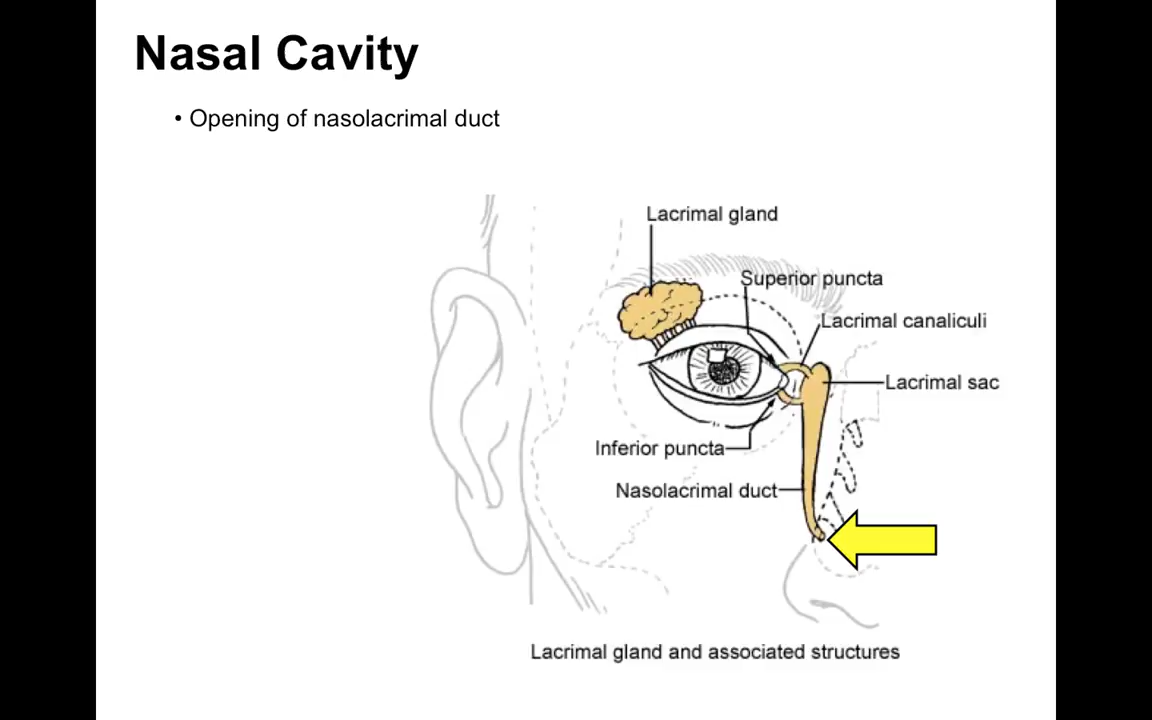 Nasal Cavity
• Opening of nasolacrimal duct
Lacrimal gland
Superior puncta
Lacrimal canaliculi
Lacrimal sac
Inferior puncta
Nasolacrimal duct
Lacrimal gland and associated structures